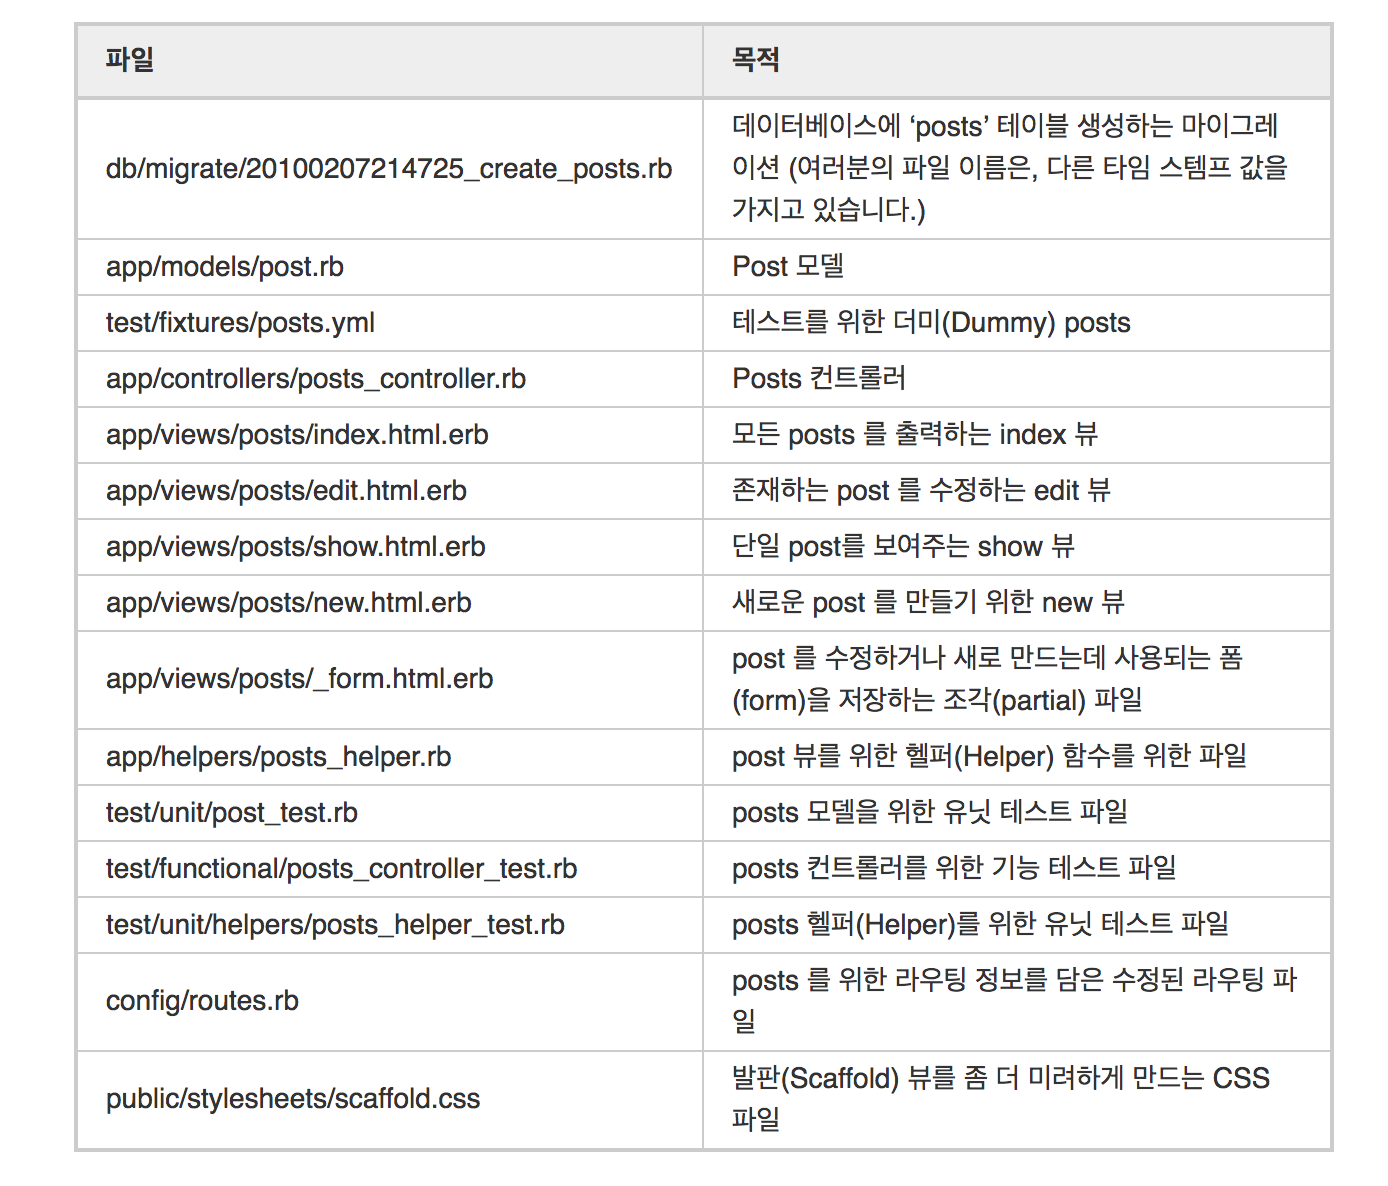 파일
목적
db/migrate/20100207214725_create_posts.rb
데이터베이스에 ‘posts’ 테이블 생성하는 마이그레
이션 (여러분의 파일 이름은, 다른 타임 스템프 값을
가지고 있습니다.)
app/models/post.rb
Post 모델
test/fixtures/posts.yml
테스트를 위한 더미(Dummy) posts
app/controllers/posts_controller.rb
Posts 컨트롤러
app/views/posts/index.html.erb
모든 posts 를 출력하는 index 뷰
app/views/posts/edit.html.erb
존재하는 post 를 수정하는 edit 뷰
app/views/posts/show.html.erb
단일 post를 보여주는 show 뷰
app/views/posts/new.html.erb
새로운 post 를 만들기 위한 new 뷰
app/views/posts/_form.html.erb
post 를 수정하거나 새로 만드는데 사용되는 폼
(form)을 저장하는 조각(partial) 파일
app/helpers/posts_helper.rb
post 뷰를 위한 헬퍼(Helper) 함수를 위한 파일
test/unit/post_test.rb
posts 모델을 위한 유닛 테스트 파일
test/functional/posts_controller_test.rb
posts 컨트롤러를 위한 기능 테스트 파일
test/unit/helpers/posts_helper_test.rb
posts 헬퍼(Helper)를 위한 유닛 테스트 파일
config/routes.rb
posts 를 위한 라우팅 정보를 담은 수정된 라우팅 파
일
public/stylesheets/scaffold.css
발판(Scaffold) 뷰를 좀 더 미려하게 만드는 CSS
파일